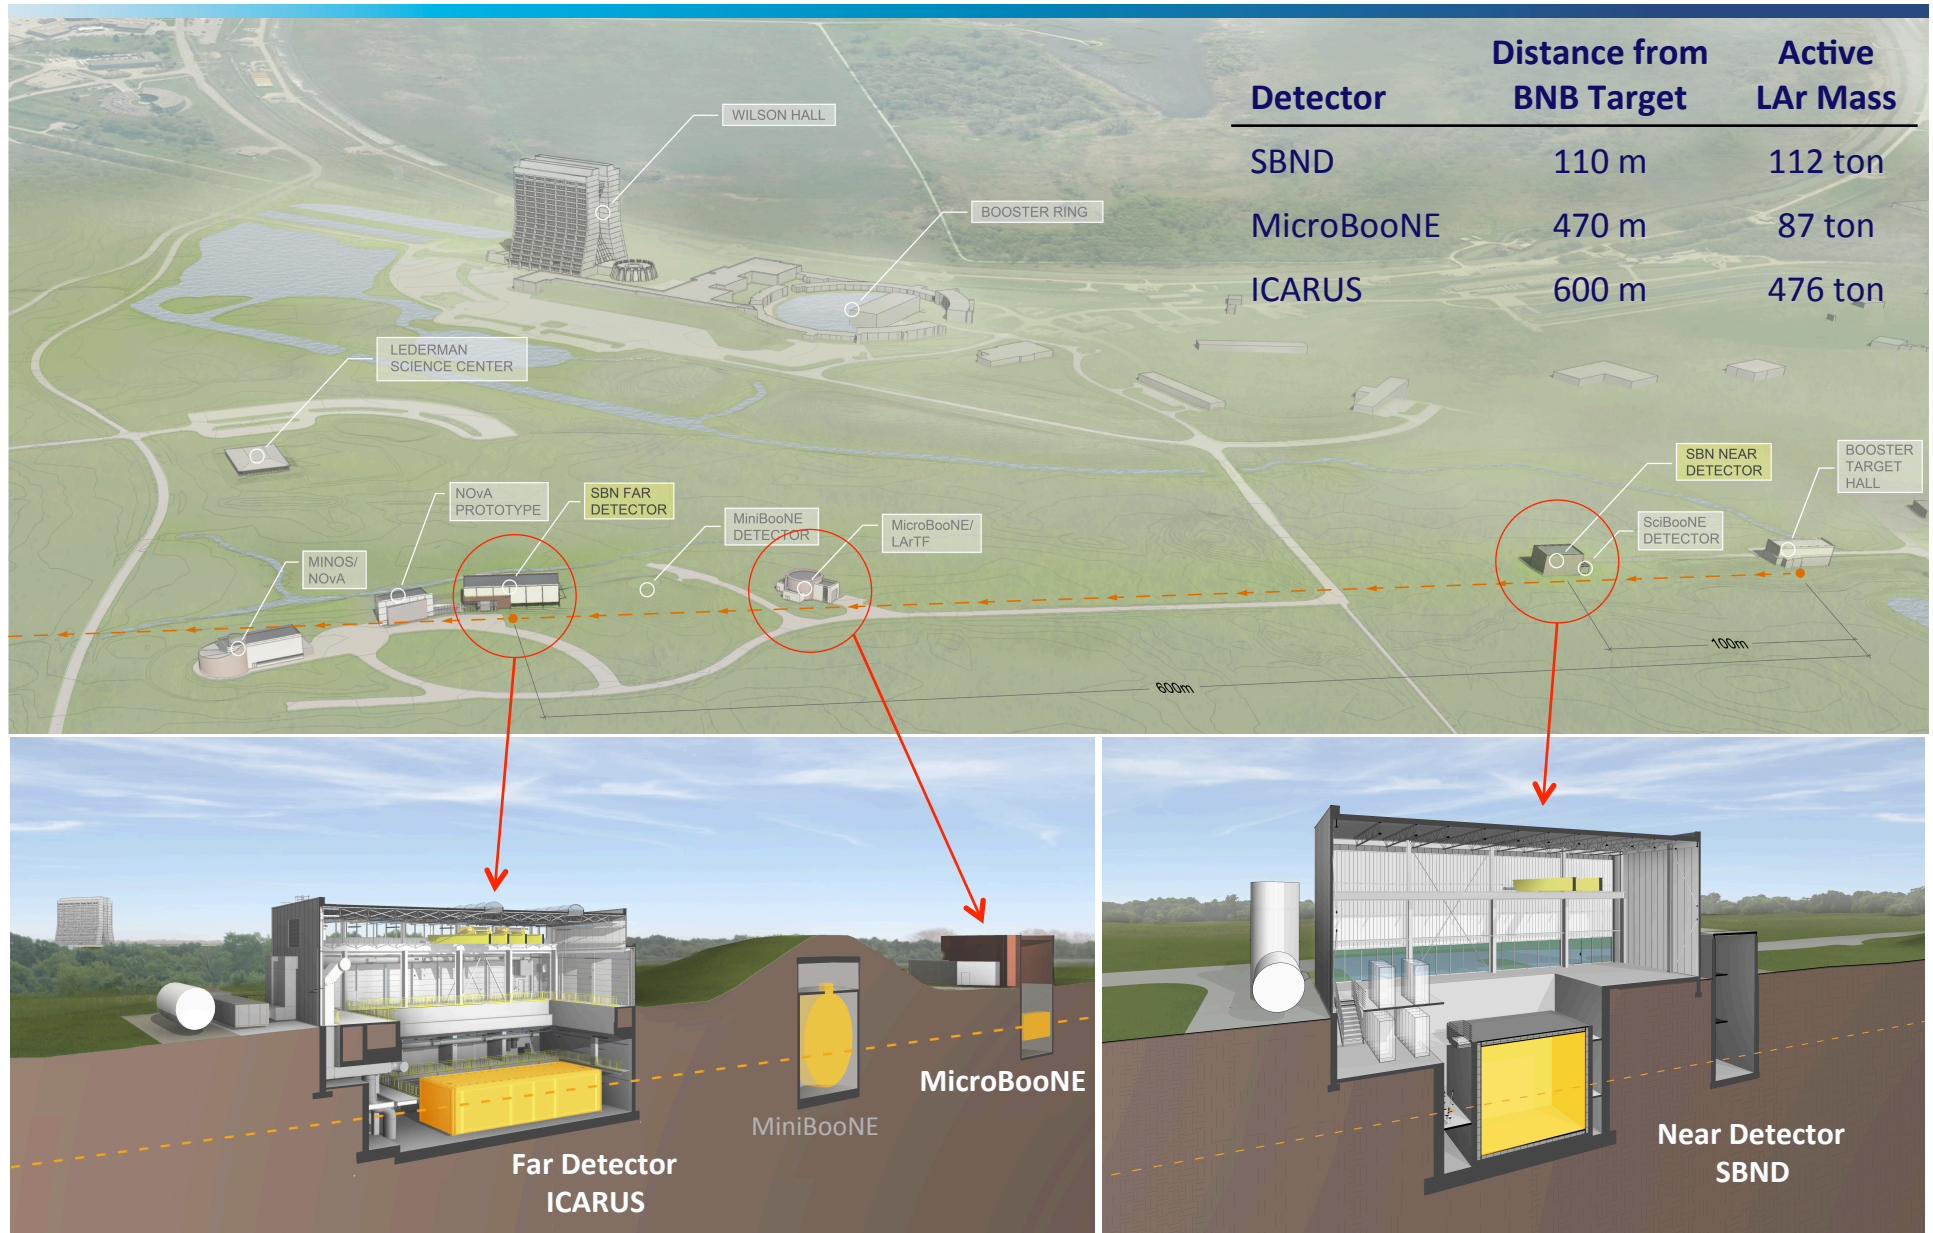 Distance from Active
Detector BNB Target LAr Mass
SBND 110 m 112 ton
MicroBooNE 470 m 87 ton
ICARUS 600 m 476 ton
WILSON HALL
BOOSTER RING
LEDERMAN
SCIENCE CENTER
NOvA
PROTOTYPE
SBN FAR
DETECTOR
MiniBooNE
DETECTOR
MicroBooNE/
LArTF
SBN NEAR
DETECTOR
BOOSTER
TARGET
HALL
SciBooNE
DETECTOR
MINOS/
NOvA
100m
600m
MicroBooNE
MiniBooNE
Far Detector
ICARUS
Near Detector
SBND